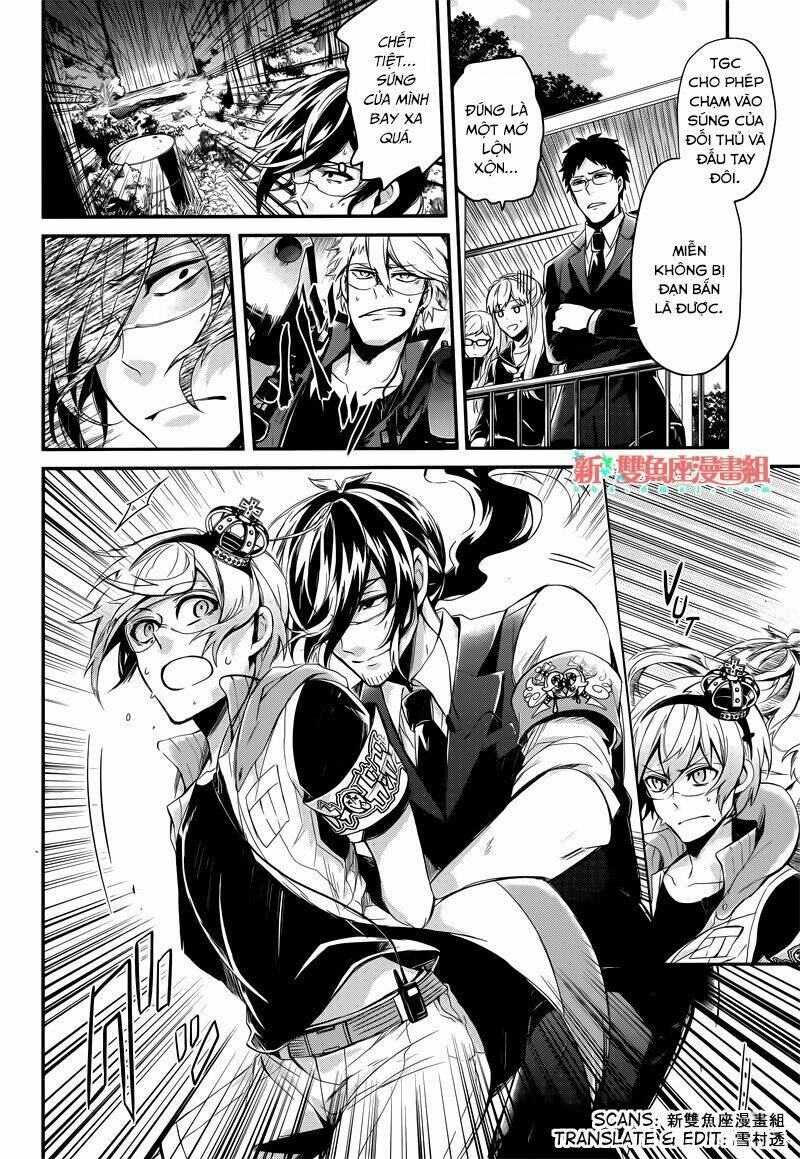 TGC
CHO PHÉP
CHẠM VÀO
SÚNG CỦA
ĐỐI THỦ VÀ
ĐẤU TAY
ĐÔI.
MIỄN
KHÔNG BỊ
ĐẠN BẮN
LÀ ĐƯỢC.
ĐÚNG LÀ
MỘT MỚ
LỘN
XỘN...
CHẾT
TIỆT...
SÚNG
CỦA MÌNH
BAY XA
QUÁ.
新雙魚座漫畫組
VỤT
SCANS: 新雙魚座漫畫組
TRANSLATE & EDIT: 雪村透